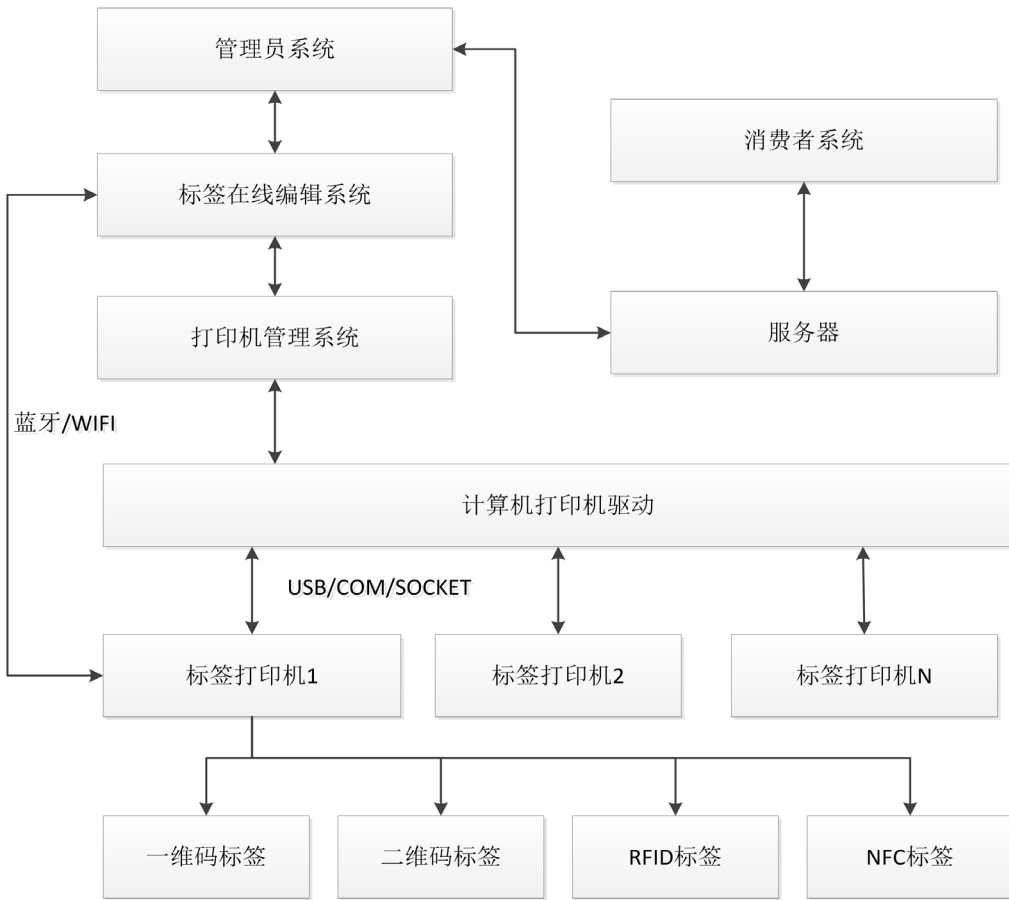 管理员系统
消费者系统
标签在线编辑系统
打印机管理系统
服务器
蓝牙/WIFI
计算机打印机驱动
USB/COM/SOCKET
标签打印机1
标签打印机2
标签打印机N
一维码标签
二维码标签
RFID标签
NFC标签